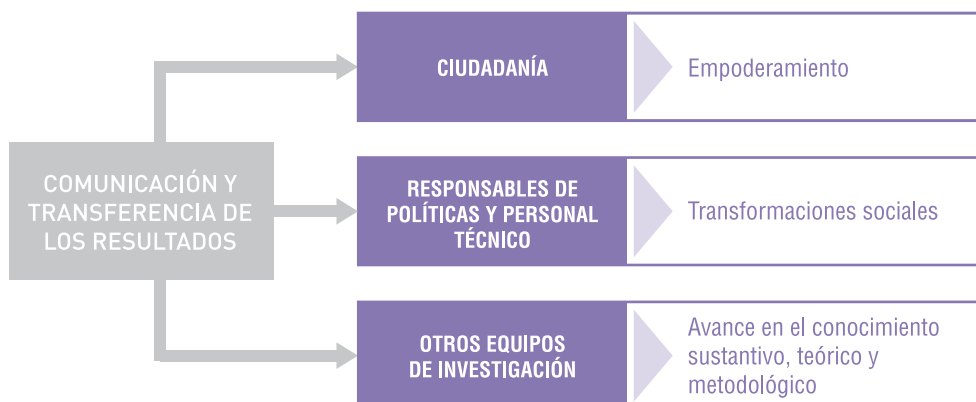 COMUNICACIÓN Y
TRANSFERENCIA DE
LOS RESULTADOS
CIUDADANÍA
Empoderamiento
RESPONSABLES DE
POLÍTICAS Y PERSONAL
TÉCNICO
Transformaciones sociales
OTROS EQUIPOS
DE INVESTIGACIÓN
Avance en el conocimiento
sustantivo, teórico y
metodológico